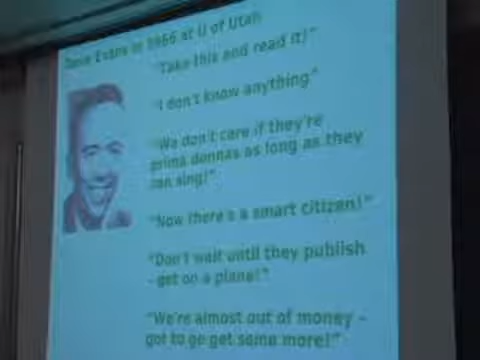 Dave Evans in 1966 at U of Utah
"Take this and read it!"
"I don't know anything"
"We don't care if they're
prima donnas as long as they
can sing!"
"Now there's a smart citizen!"
"Don't wait until they publish
- get on a plane!"
"We're almost out of money -
got to go get some more!"